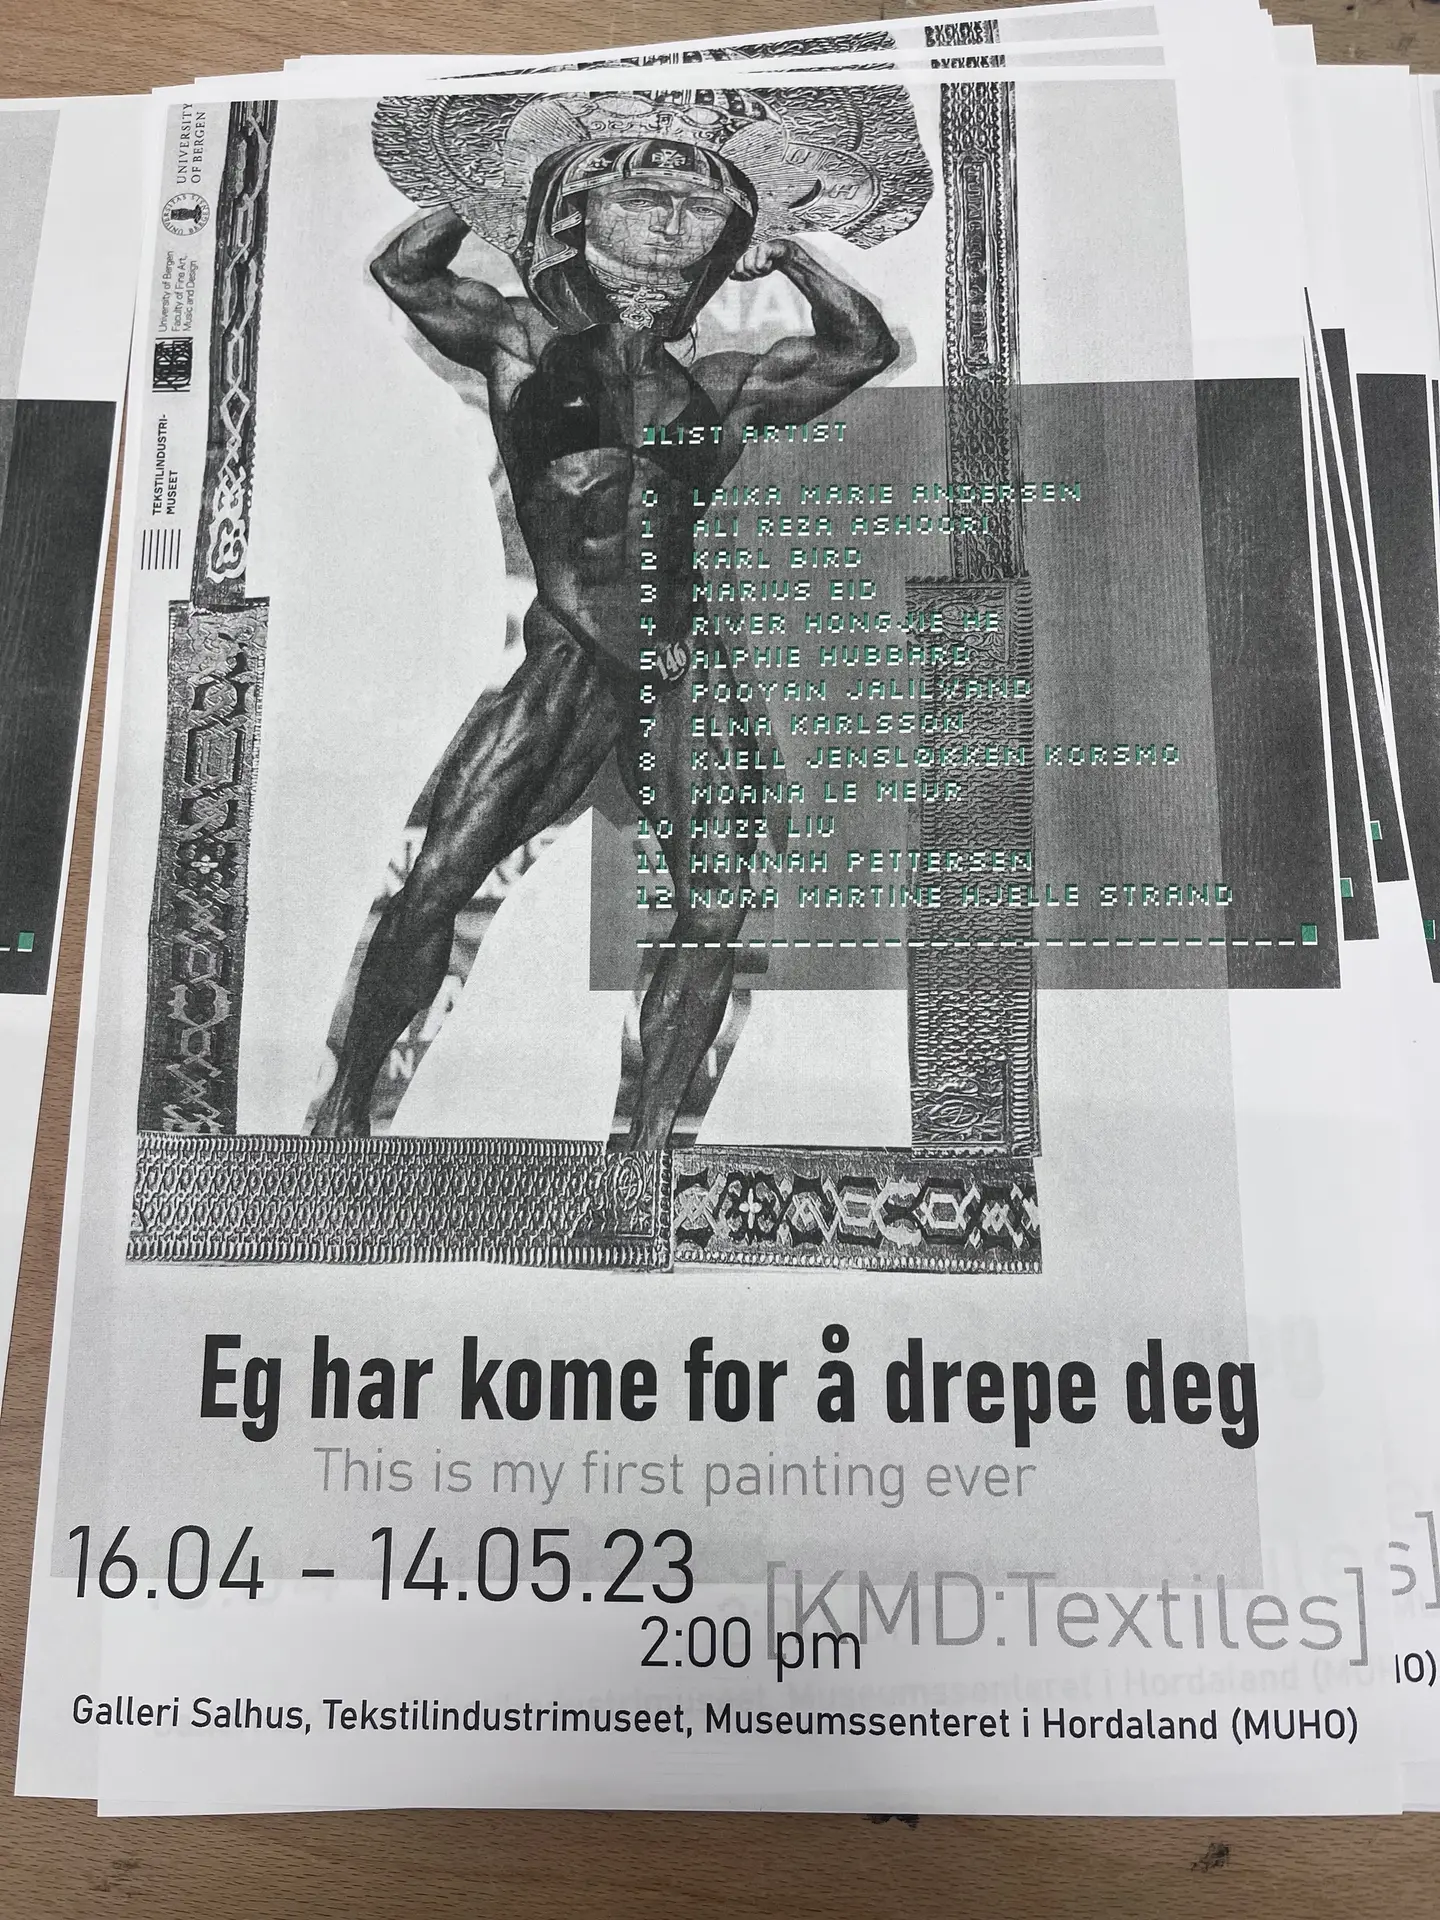 UNIVERSITY
OF BERGEN
University of Bergen
Faculty of Fine Art,
Music and Design
TEKSTILINDUSTRI-
MUSEET
LIST ARTIST
0 LAIKA MARIE ANDERSEN
1 ALI REZA ASHOORI
2 KARL BIRD
3 MARIUS EID
4 RIVER HONGJIE HE
5 ALPHIE HUBBARD
6 POOYAN JALILVAND
7 ELNA KARLSSON
8 KJELL JENSLØKKEN KORSMO
9 MOANA LE MEUR
10 HUZZ LIU
11 HANNAH PETTERSEN
12 NORA MARTINE HJELLE STRAND
146
Eg har kome for å drepe deg
This is my first painting ever
16.04 – 14.05.23
[KMD:Textiles]
2:00 pm
Galleri Salhus, Tekstilindustrimuseet, Museumssenteret i Hordaland (MUHO)